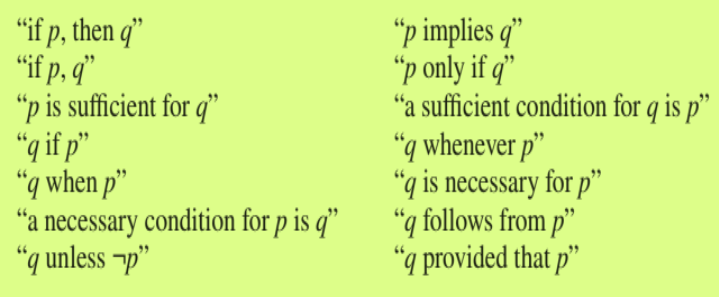 “if p, then q”
“if p, q”
“p is sufficient for q”
“q if p”
“q when p”
“a necessary condition for p is q”
“q unless ¬p”
“p implies q”
“p only if q”
“a sufficient condition for q is p”
“q whenever p”
“q is necessary for p”
“q follows from p”
“q provided that p”